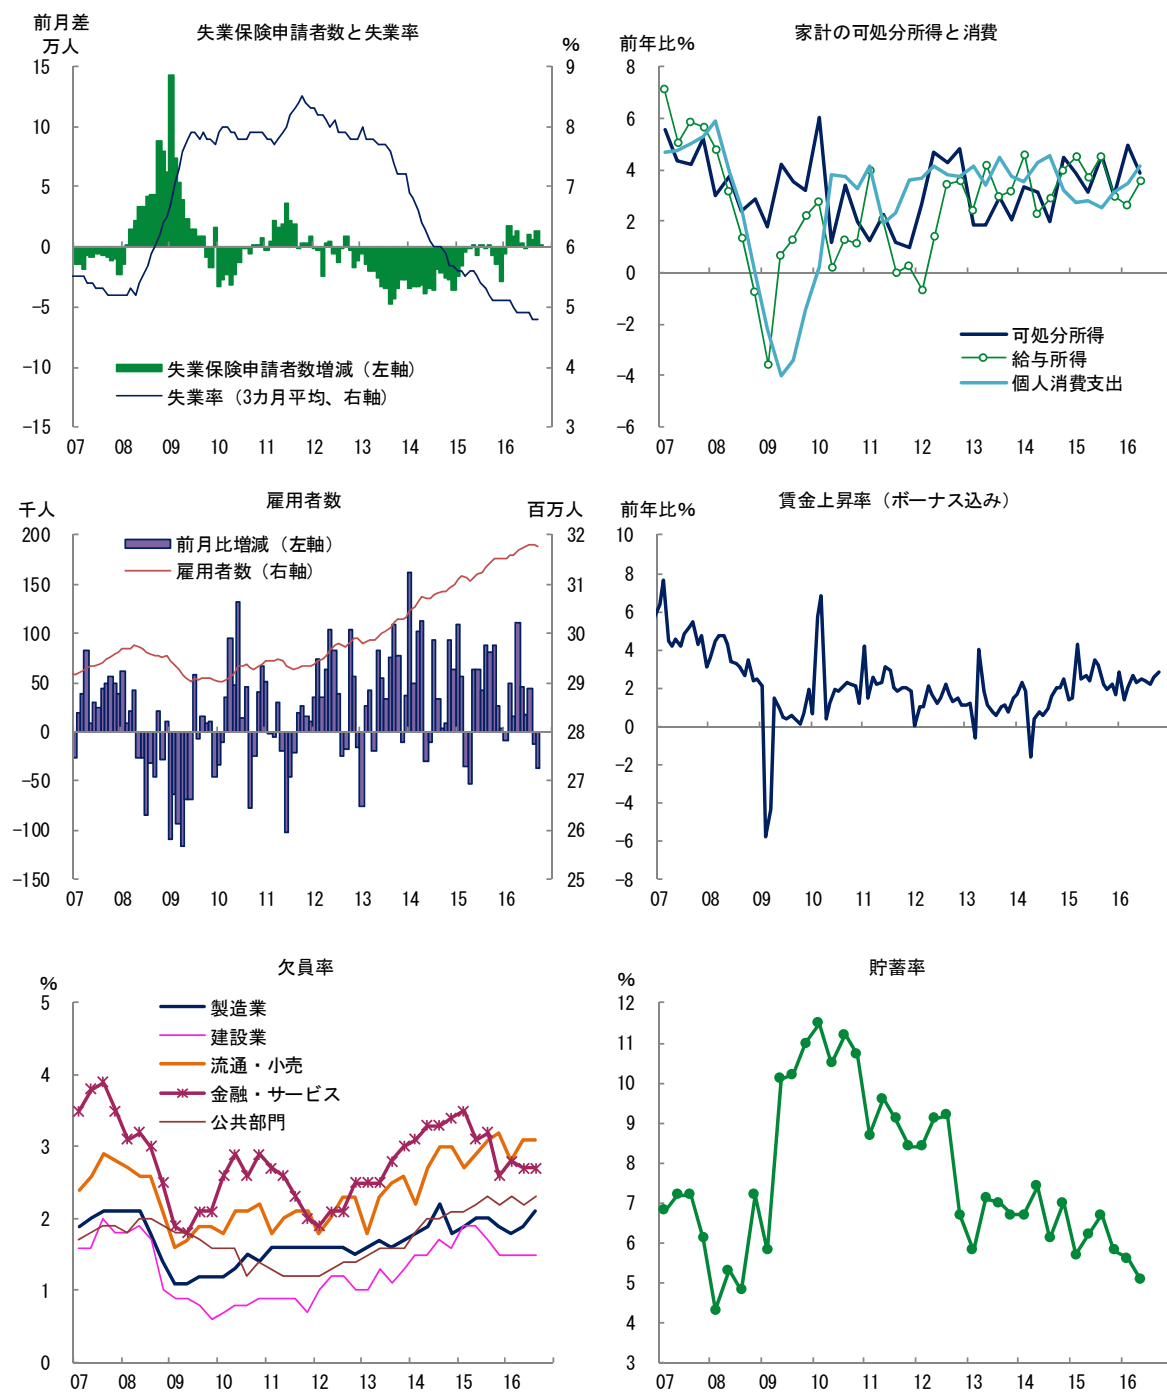 失業保険申請者数と失業率
前月差
万人
%
15
10
5
0
−5
−10
−15
9
8
7
6
5
4
3
失業保険申請者数増減（左軸）
失業率（3カ月平均、右軸）
07 08 09 10 11 12 13 14 15 16
家計の可処分所得と消費
前年比%
8
6
4
2
0
−2
−4
−6
可処分所得
給与所得
個人消費支出
07 08 09 10 11 12 13 14 15 16
雇用者数
千人
百万人
200
150
100
50
0
−50
−100
−150
32
31
30
29
28
27
26
25
前月比増減（左軸）
雇用者数（右軸）
07 08 09 10 11 12 13 14 15 16
賃金上昇率（ボーナス込み）
前年比%
10
8
6
4
2
0
−2
−4
−6
−8
07 08 09 10 11 12 13 14 15 16
欠員率
%
5
4
3
2
1
0
製造業
建設業
流通・小売
金融・サービス
公共部門
07 08 09 10 11 12 13 14 15 16
貯蓄率
%
12
11
10
9
8
7
6
5
4
3
07 08 09 10 11 12 13 14 15 16